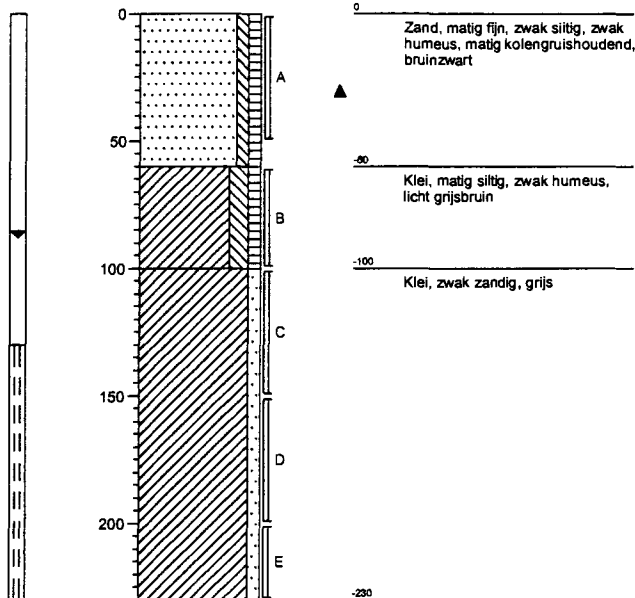 0
50
100
150
200
A
B
C
D
E
0
Zand, matig fijn, zwak siltig, zwak
humeus, matig kolengruishoudend,
bruinzwart
-60
Klei, matig siltig, zwak humeus,
licht grijsbruin
-100
Klei, zwak zandig, grijs
-230